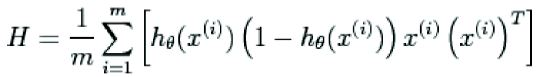 H = \frac{1}{m} \sum_{i=1}^{m} \left[ h_\theta(x^{(i)}) \left( 1 - h_\theta(x^{(i)}) \right) x^{(i)} \left( x^{(i)} \right)^T \right]